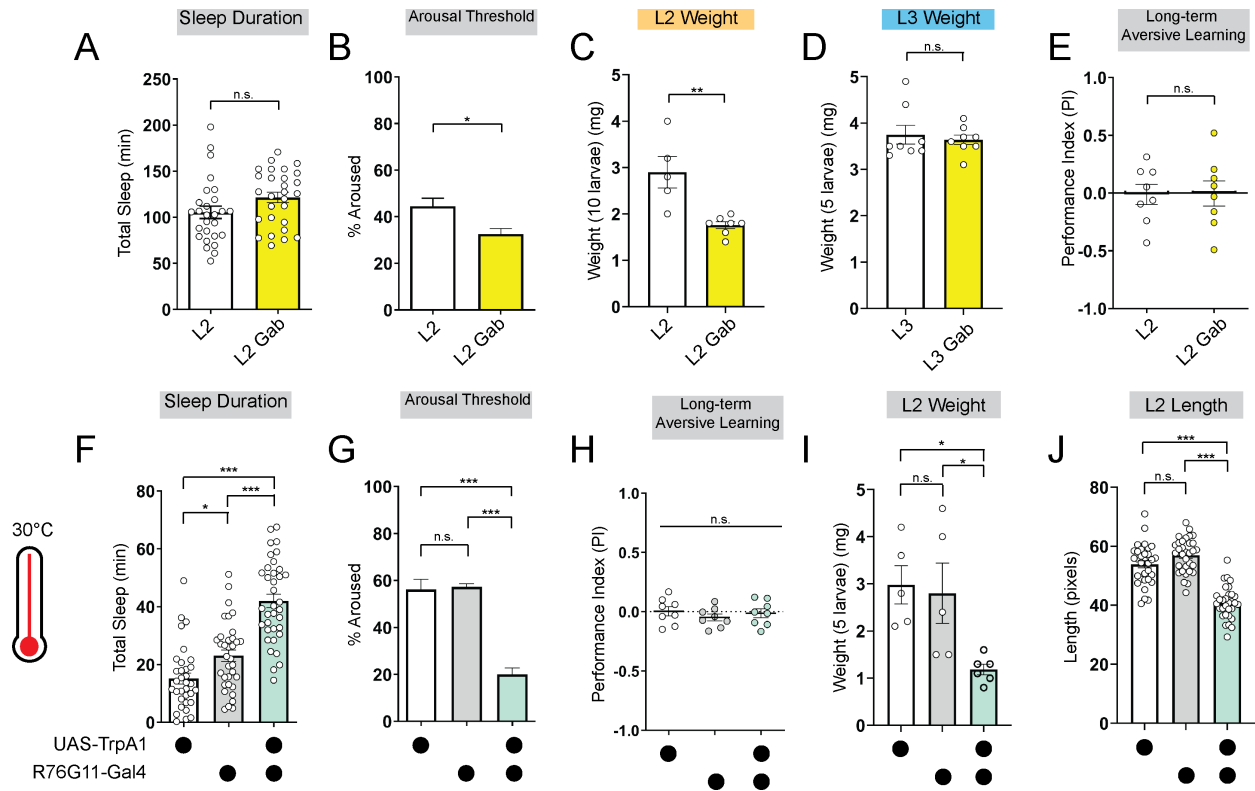 A
Sleep Duration
Total Sleep (min)
250
200
150
100
50
0
n.s.
L2
L2 Gab
B
Arousal Threshold
% Aroused
100
80
60
40
20
0
*
L2
L2 Gab
C
L2 Weight
Weight (10 larvae) (mg)
5
4
3
2
1
0
**
L2
L2 Gab
D
L3 Weight
Weight (5 larvae) (mg)
5
4
3
2
1
0
n.s.
L3
L3 Gab
E
Long-term
Aversive Learning
Performance Index (PI)
1.0
0.5
0.0
-0.5
-1.0
n.s.
L2
L2 Gab
30°C
F
Sleep Duration
Total Sleep (min)
80
60
40
20
0
***
***
*
UAS-TrpA1
R76G11-Gal4
G
Arousal Threshold
% Aroused
100
80
60
40
20
0
***
***
n.s.
H
Long-term
Aversive Learning
Performance Index (PI)
1.0
0.5
0.0
-0.5
-1.0
n.s.
I
L2 Weight
Weight (5 larvae) (mg)
5
4
3
2
1
0
*
*
n.s.
J
L2 Length
Length (pixels)
80
60
40
20
0
***
***
n.s.